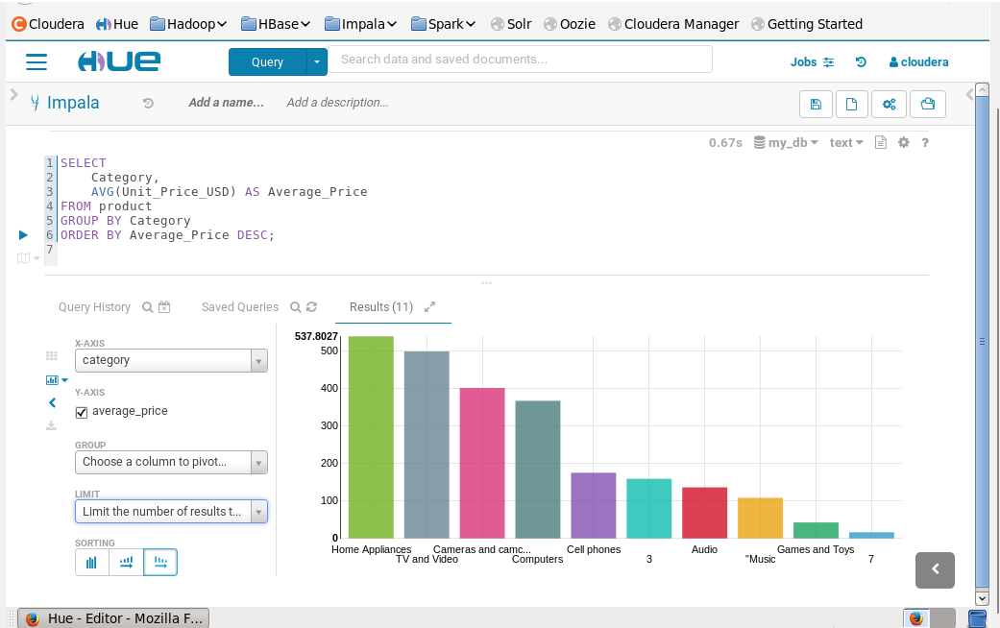 Cloudera Hue Hadoop HBase Impala Spark Solr Oozie Cloudera Manager Getting Started
HUE Query Search data and saved documents... Jobs cloudera
Impala Add a name... Add a description...
0.67s my_db text ?
1 SELECT
2 Category,
3 AVG(Unit_Price_USD) AS Average_Price
4 FROM product
5 GROUP BY Category
6 ORDER BY Average_Price DESC;
7
Query History Saved Queries Results (11)
X-AXIS
category
Y-AXIS
average_price
GROUP
Choose a column to pivot...
LIMIT
Limit the number of results t...
SORTING
537.8027
500
400
300
200
100
0
Home Appliances Cameras and camc... Cell phones Audio Games and Toys
TV and Video Computers 3 "Music 7
Hue - Editor - Mozilla F...